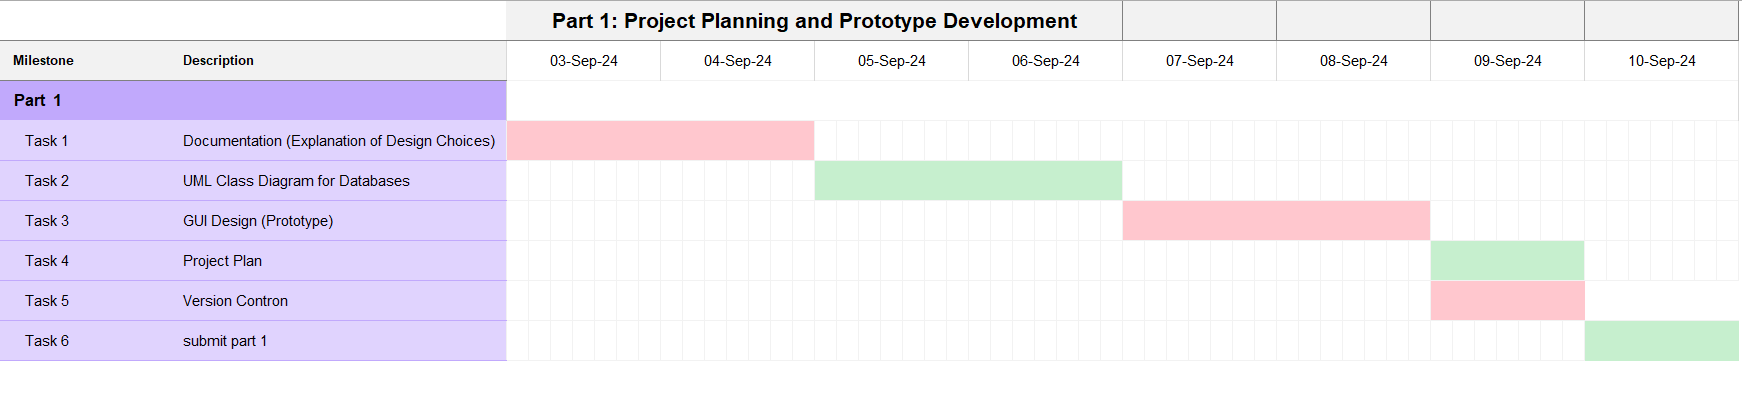 Part 1: Project Planning and Prototype Development
Milestone Description 03-Sep-24 04-Sep-24 05-Sep-24 06-Sep-24 07-Sep-24 08-Sep-24 09-Sep-24 10-Sep-24
Part 1
Task 1 Documentation (Explanation of Design Choices)
Task 2 UML Class Diagram for Databases
Task 3 GUI Design (Prototype)
Task 4 Project Plan
Task 5 Version Contron
Task 6 submit part 1